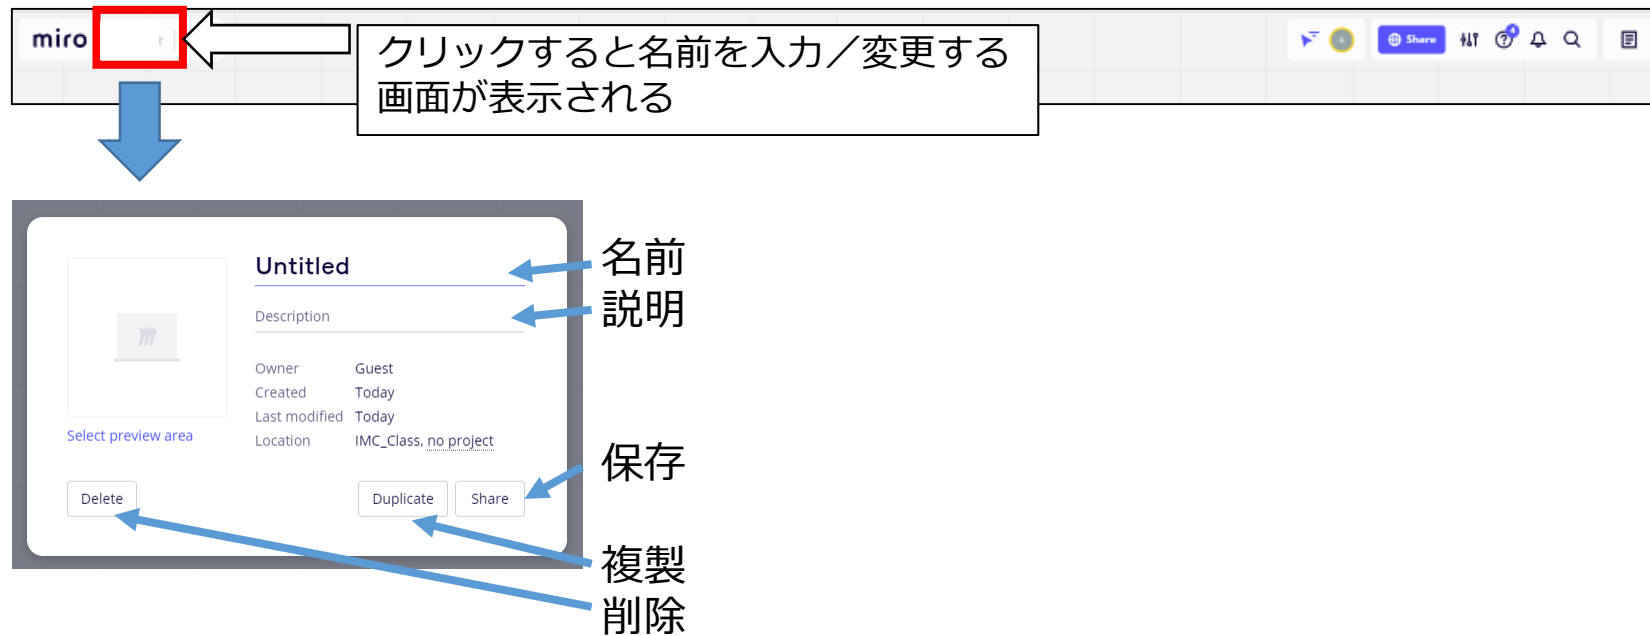 miro
クリックすると名前を入力／変更する
画面が表示される
Share
Untitled
名前
Description
説明
Owner Guest
Created Today
Last modified Today
Select preview area
Location IMC_Class, no project
保存
Delete
Duplicate
Share
複製
削除